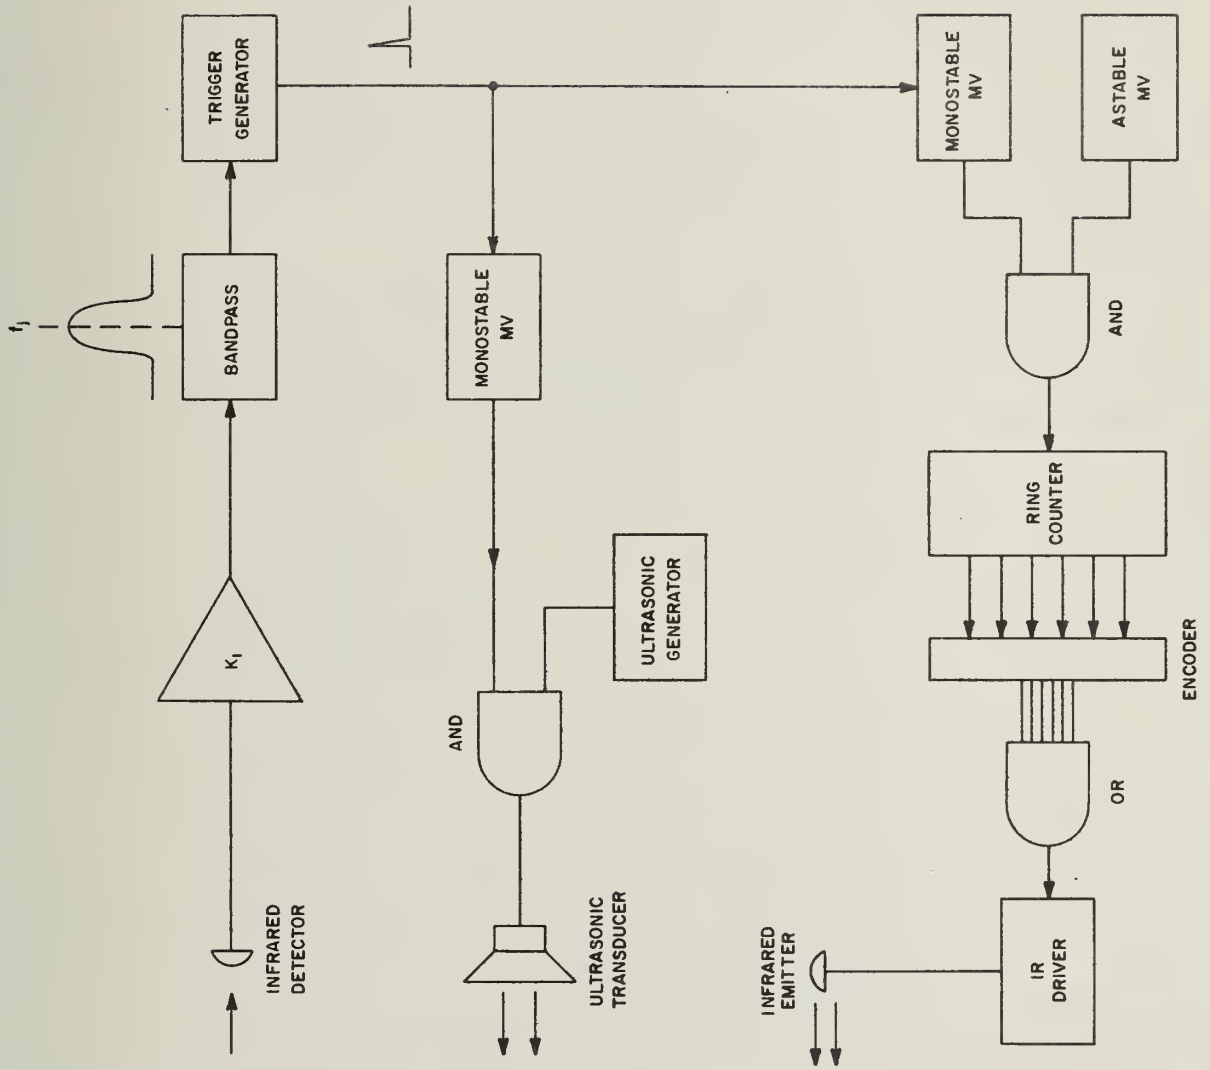 INFRARED
DETECTOR
K1
fj
BANDPASS
TRIGGER
GENERATOR
ULTRASONIC
TRANSDUCER
AND
ULTRASONIC
GENERATOR
MONOSTABLE
MV
INFRARED
EMITTER
IR
DRIVER
OR
ENCODER
RING
COUNTER
AND
MONOSTABLE
MV
ASTABLE
MV